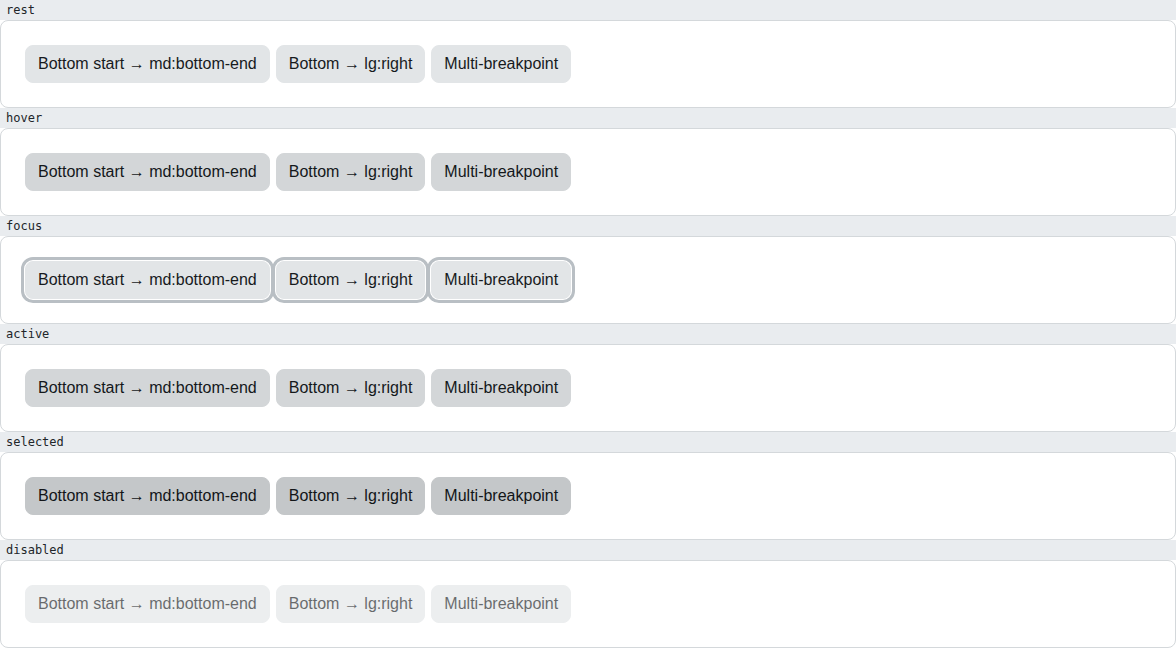 rest
Bottom start → md:bottom-end Bottom → lg:right Multi-breakpoint
hover
Bottom start → md:bottom-end Bottom → lg:right Multi-breakpoint
focus
Bottom start → md:bottom-end Bottom → lg:right Multi-breakpoint
active
Bottom start → md:bottom-end Bottom → lg:right Multi-breakpoint
selected
Bottom start → md:bottom-end Bottom → lg:right Multi-breakpoint
disabled
Bottom start → md:bottom-end Bottom → lg:right Multi-breakpoint